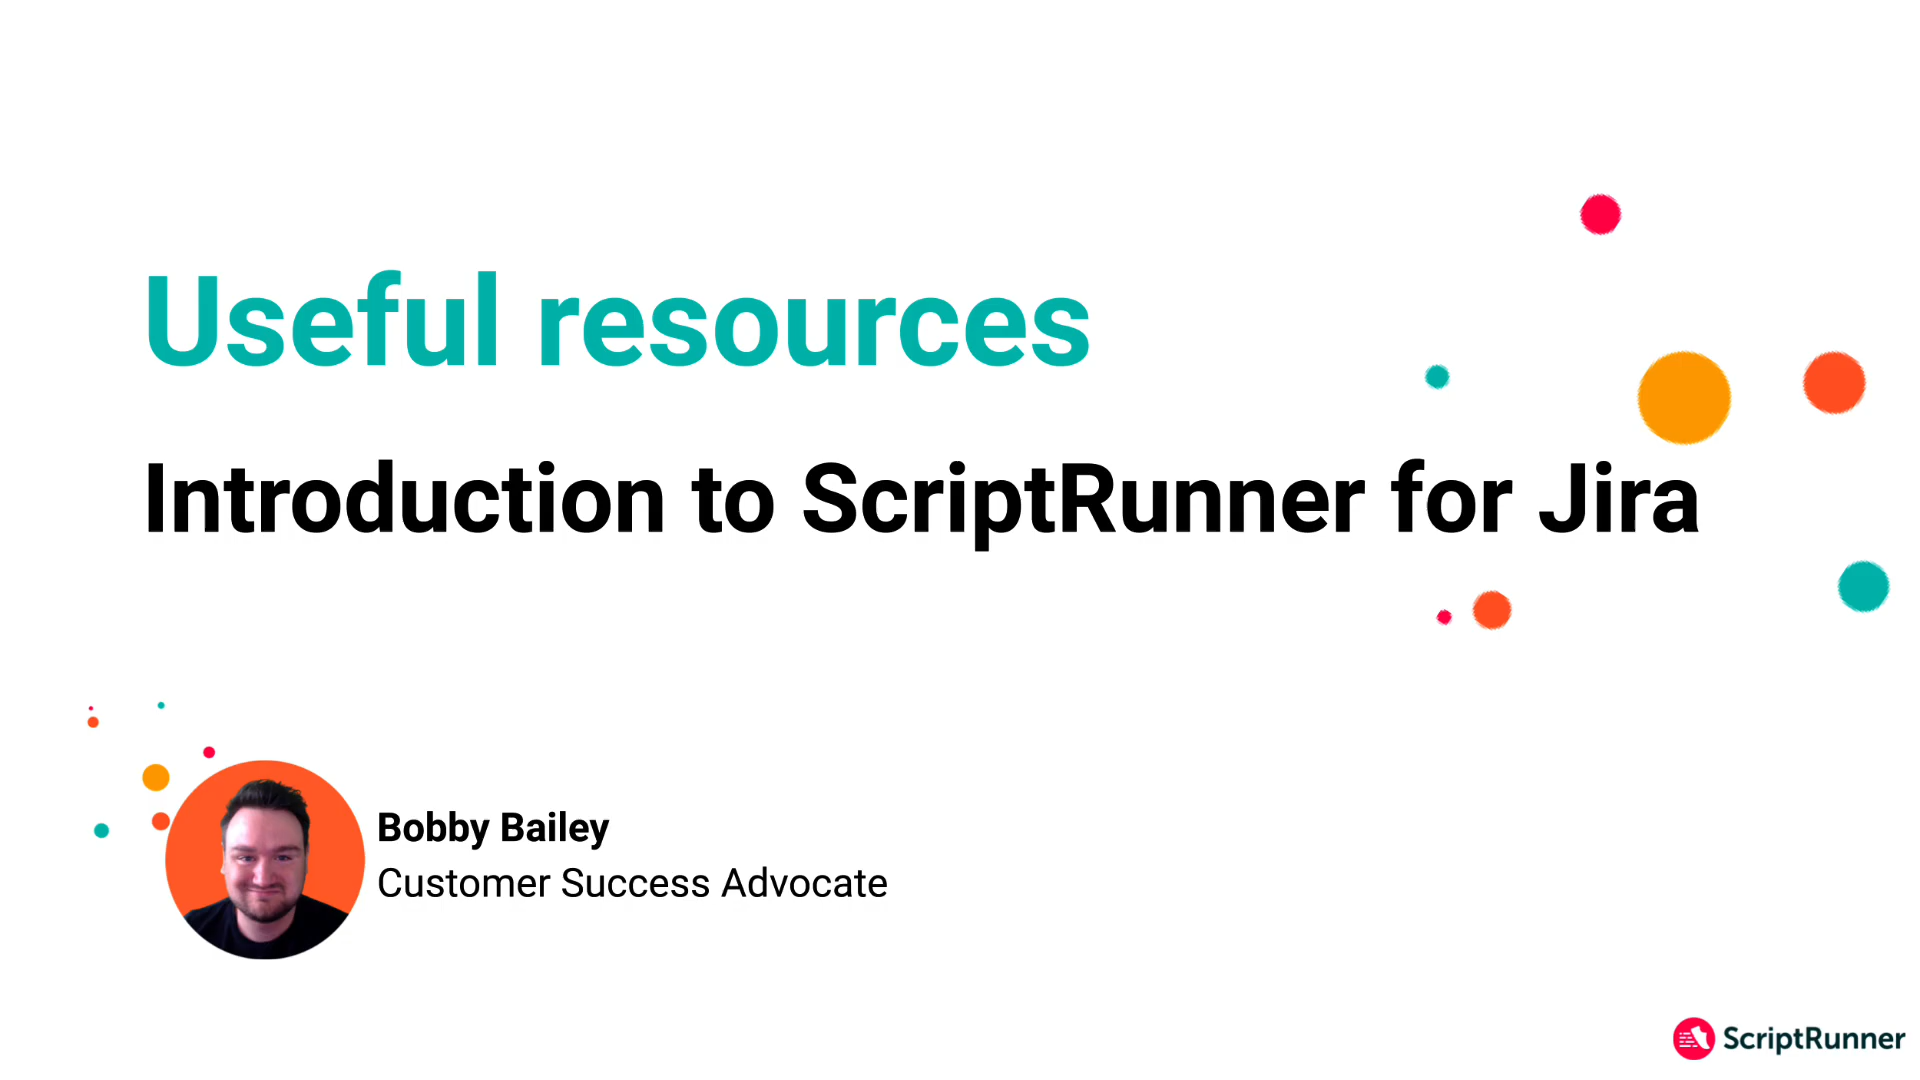 Useful resources
Introduction to ScriptRunner for Jira
Bobby Bailey
Customer Success Advocate
ScriptRunner